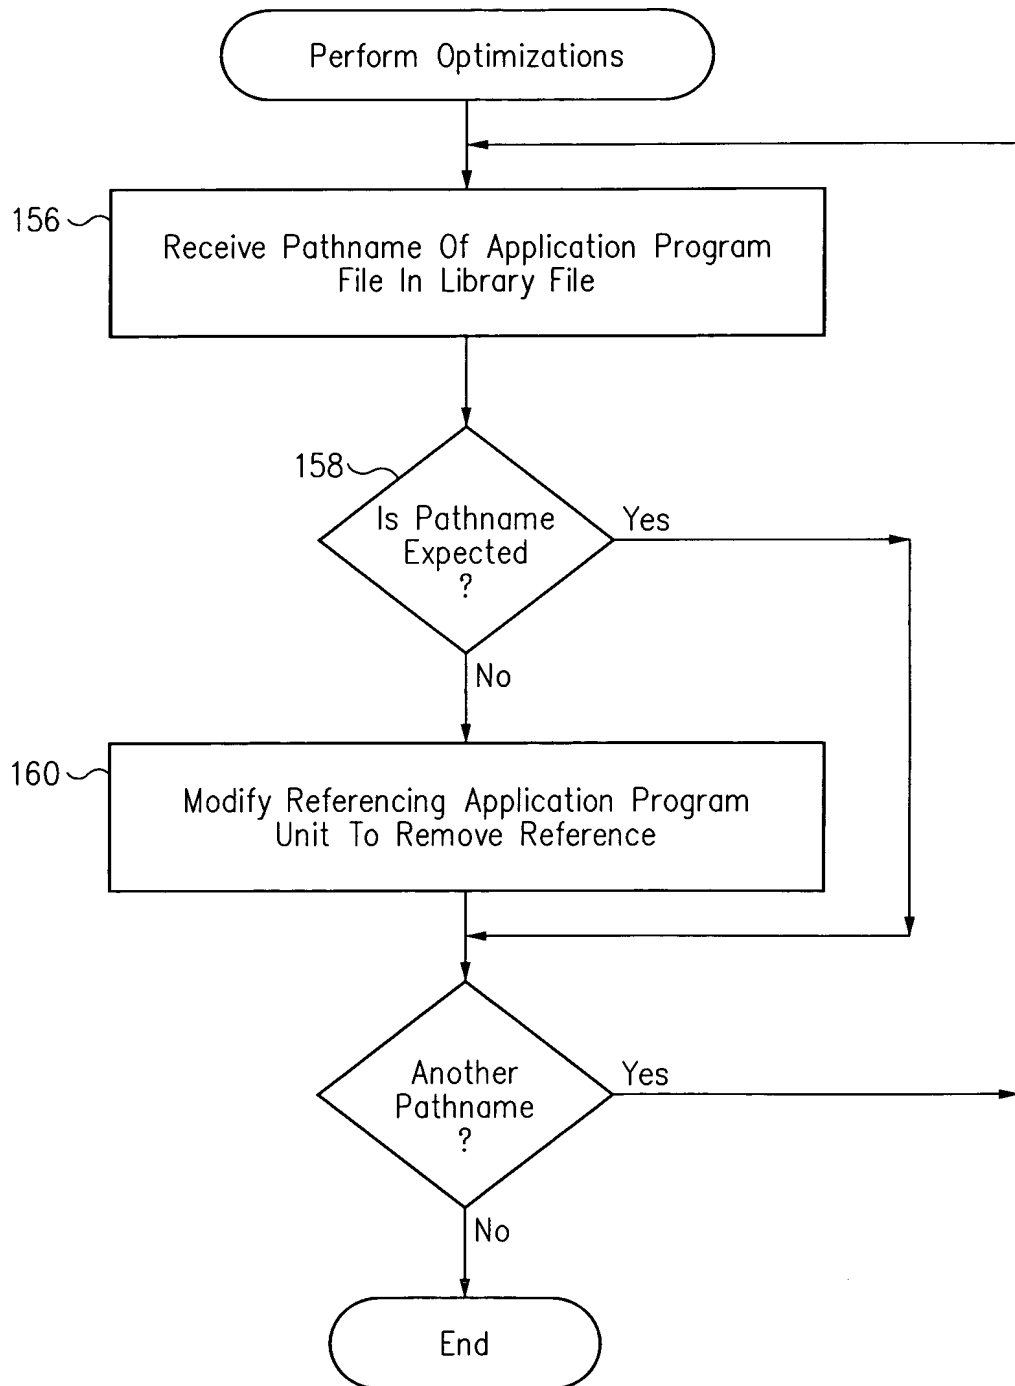 Perform Optimizations
156
Receive Pathname Of Application Program
File In Library File
158
Is Pathname
Expected
?
Yes
No
160
Modify Referencing Application Program
Unit To Remove Reference
Another
Pathname
?
Yes
No
End